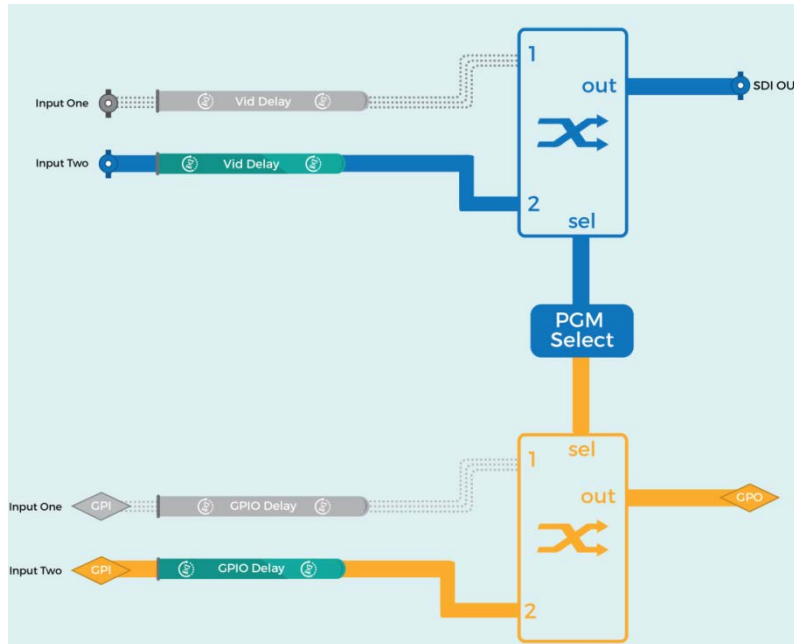 1
out
SDI OU
Input One
Vid Delay
Input Two
Vid Delay
2
sel
PGM
Select
sel
1
out
Input One
GPI
GPIO Delay
GPO
Input Two
GPI
GPIO Delay
2